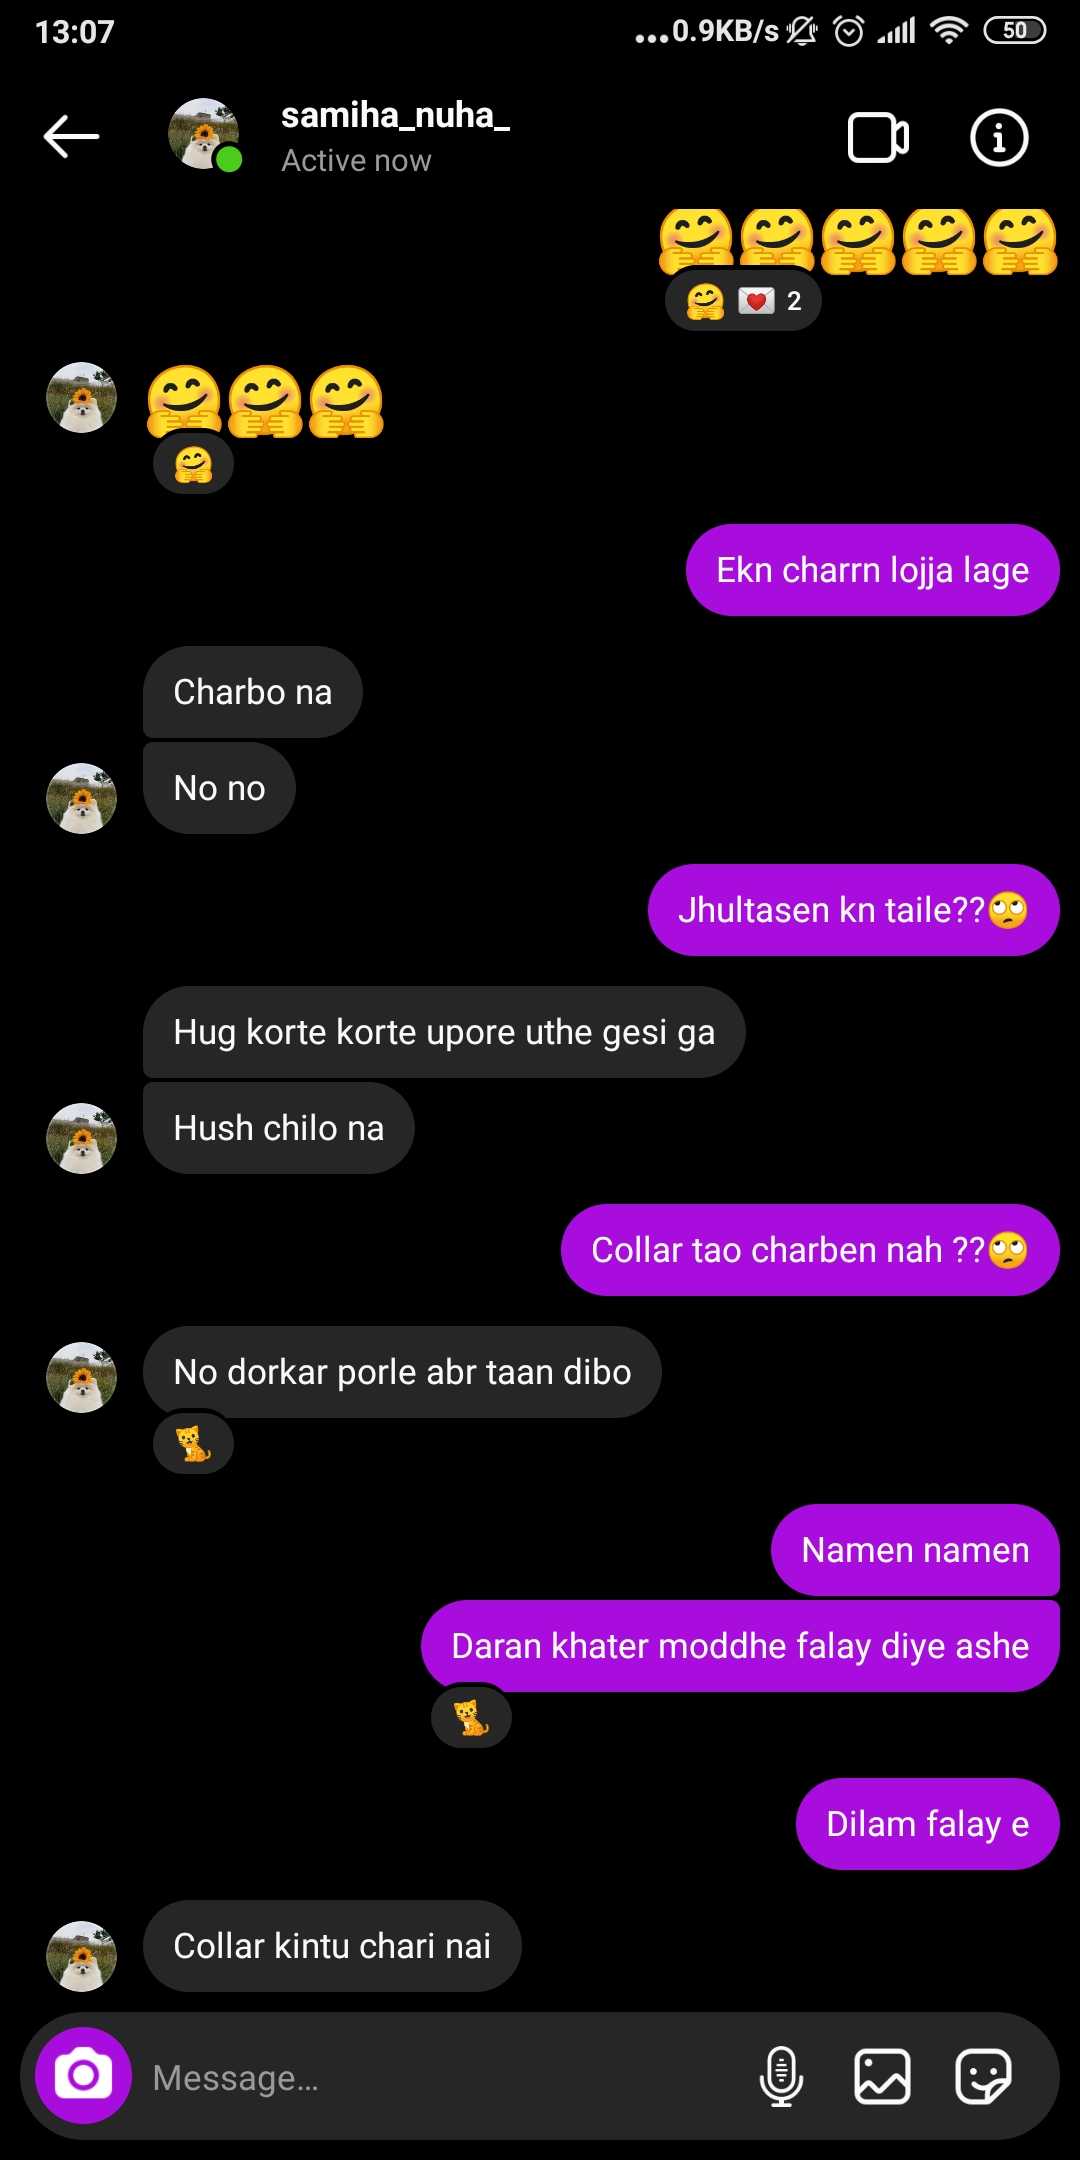 13:07
...0.9KB/s
50
samiha_nuha_
Active now
🤗🤗🤗🤗🤗
🤗 💌 2
🤗🤗🤗
🤗
Ekn charrn lojja lage
Charbo na
No no
Jhultasen kn taile??🙄
Hug korte korte upore uthe gesi ga
Hush chilo na
Collar tao charben nah ??🙄
No dorkar porle abr taan dibo
🐈
Namen namen
Daran khater moddhe falay diye ashe
🐈
Dilam falay e
Collar kintu chari nai
Message...